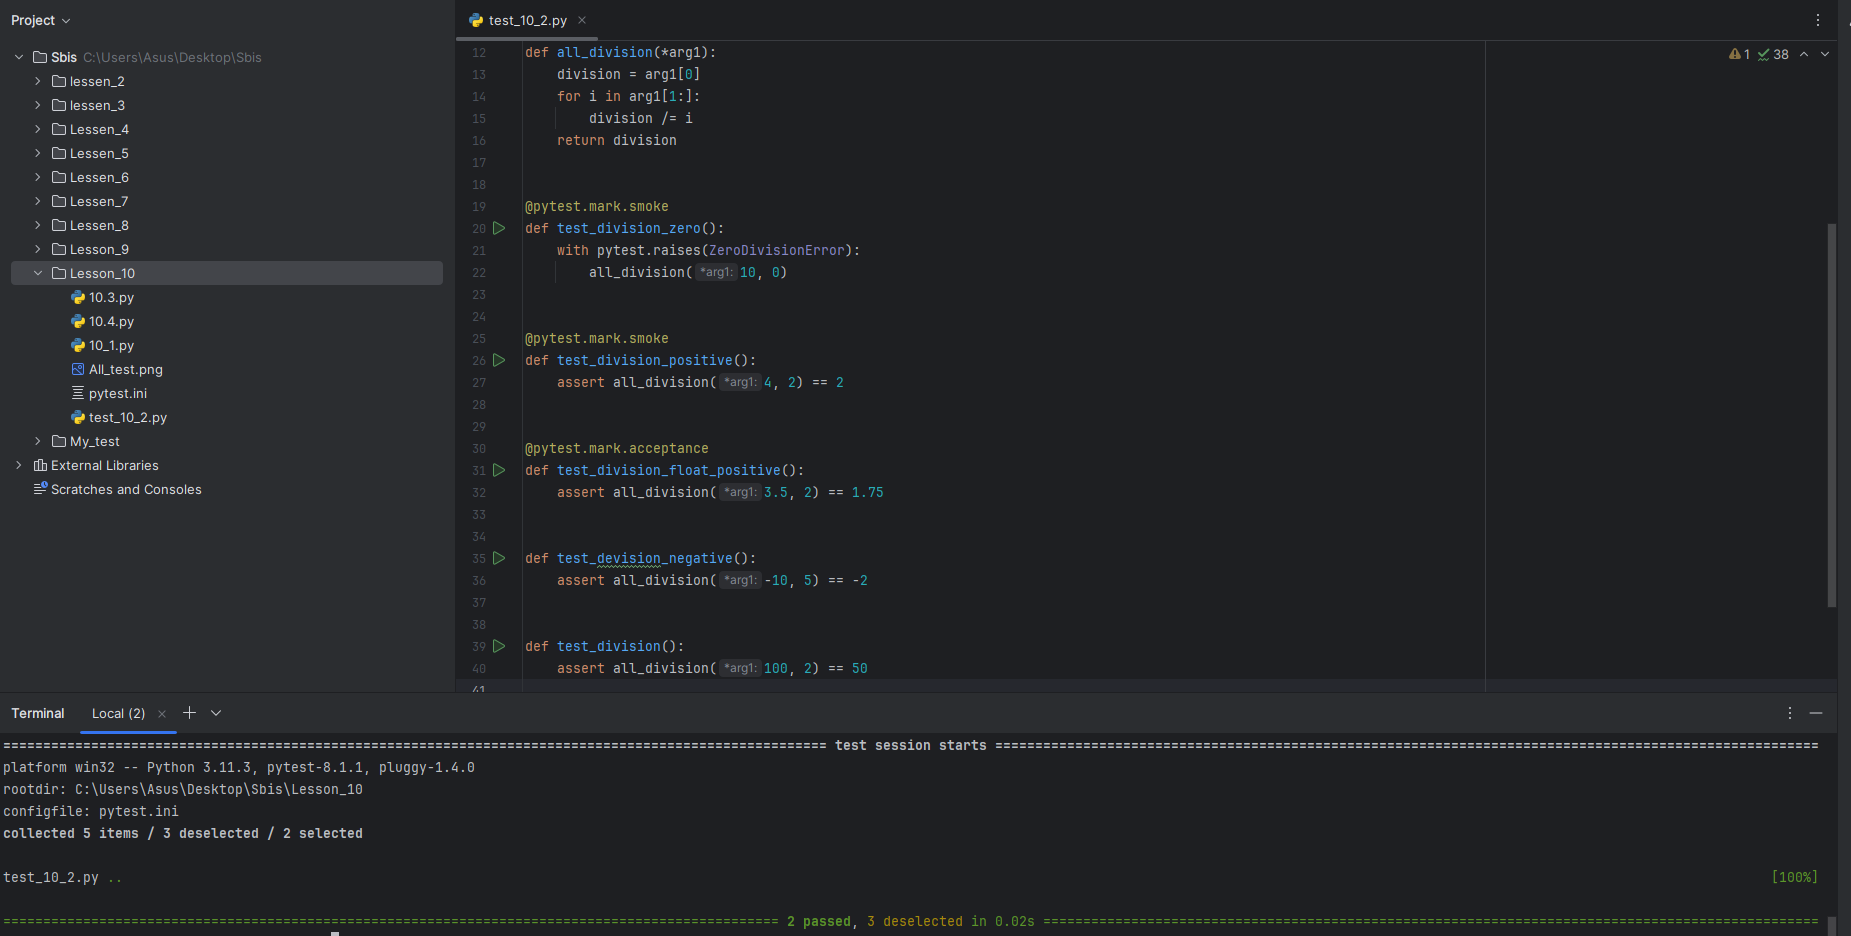 Project
Sbis C:\Users\Asus\Desktop\Sbis
lessen_2
lessen_3
Lessen_4
Lessen_5
Lessen_6
Lessen_7
Lessen_8
Lesson_9
Lesson_10
10.3.py
10.4.py
10_1.py
All_test.png
pytest.ini
test_10_2.py
My_test
External Libraries
Scratches and Consoles
test_10_2.py
1 38
12 def all_division(*arg1):
13 division = arg1[0]
14 for i in arg1[1:]:
15 division /= i
16 return division
17
18
19 @pytest.mark.smoke
20 def test_division_zero():
21 with pytest.raises(ZeroDivisionError):
22 all_division( *arg1: 10, 0)
23
24
25 @pytest.mark.smoke
26 def test_division_positive():
27 assert all_division( *arg1: 4, 2) == 2
28
29
30 @pytest.mark.acceptance
31 def test_division_float_positive():
32 assert all_division( *arg1: 3.5, 2) == 1.75
33
34
35 def test_devision_negative():
36 assert all_division( *arg1: -10, 5) == -2
37
38
39 def test_division():
40 assert all_division( *arg1: 100, 2) == 50
41
Terminal Local (2)
======================================================================================================= test session starts =======================================================================================================
platform win32 -- Python 3.11.3, pytest-8.1.1, pluggy-1.4.0
rootdir: C:\Users\Asus\Desktop\Sbis\Lesson_10
configfile: pytest.ini
collected 5 items / 3 deselected / 2 selected
test_10_2.py .. [100%]
================================================================================================= 2 passed, 3 deselected in 0.02s =================================================================================================